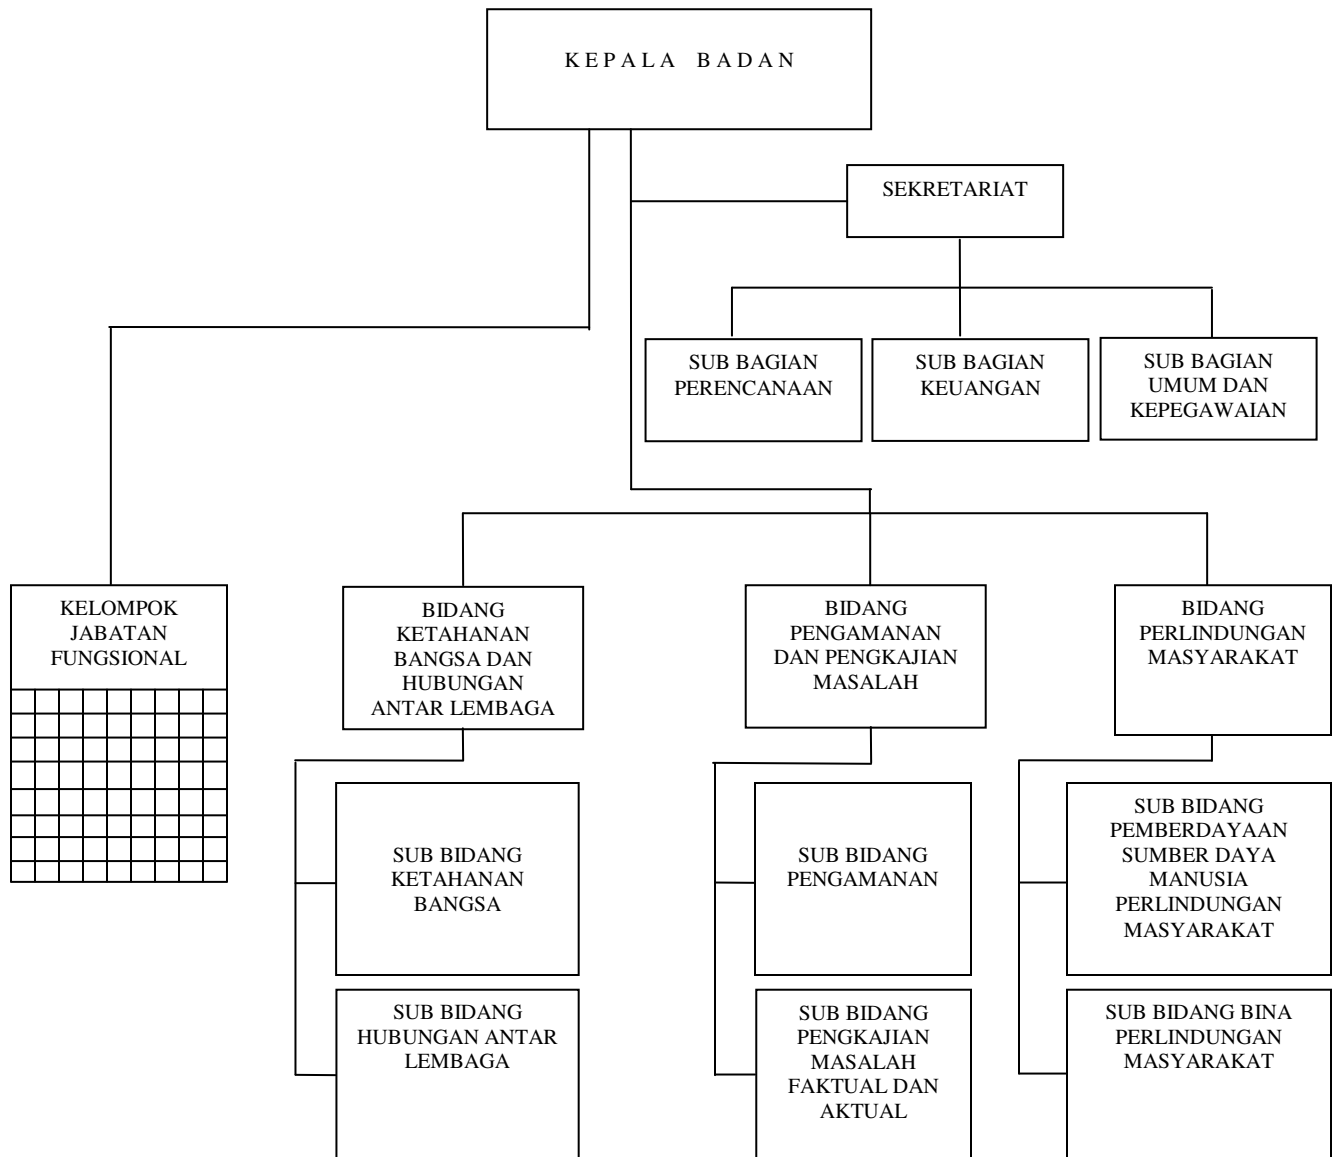 KEPALA BADAN
SEKRETARIAT
SUB BAGIAN
PERENCANAAN
SUB BAGIAN
KEUANGAN
SUB BAGIAN
UMUM DAN
KEPEGAWAIAN
KELOMPOK
JABATAN
FUNGSIONAL
BIDANG
KETAHANAN
BANGSA DAN
HUBUNGAN
ANTAR LEMBAGA
BIDANG
PENGAMANAN
DAN PENGKAJIAN
MASALAH
BIDANG
PERLINDUNGAN
MASYARAKAT
SUB BIDANG
KETAHANAN
BANGSA
SUB BIDANG
PENGAMANAN
SUB BIDANG
PEMBERDAYAAN
SUMBER DAYA
MANUSIA
PERLINDUNGAN
MASYARAKAT
SUB BIDANG
HUBUNGAN ANTAR
LEMBAGA
SUB BIDANG
PENGKAJIAN
MASALAH
FAKTUAL DAN
AKTUAL
SUB BIDANG BINA
PERLINDUNGAN
MASYARAKAT